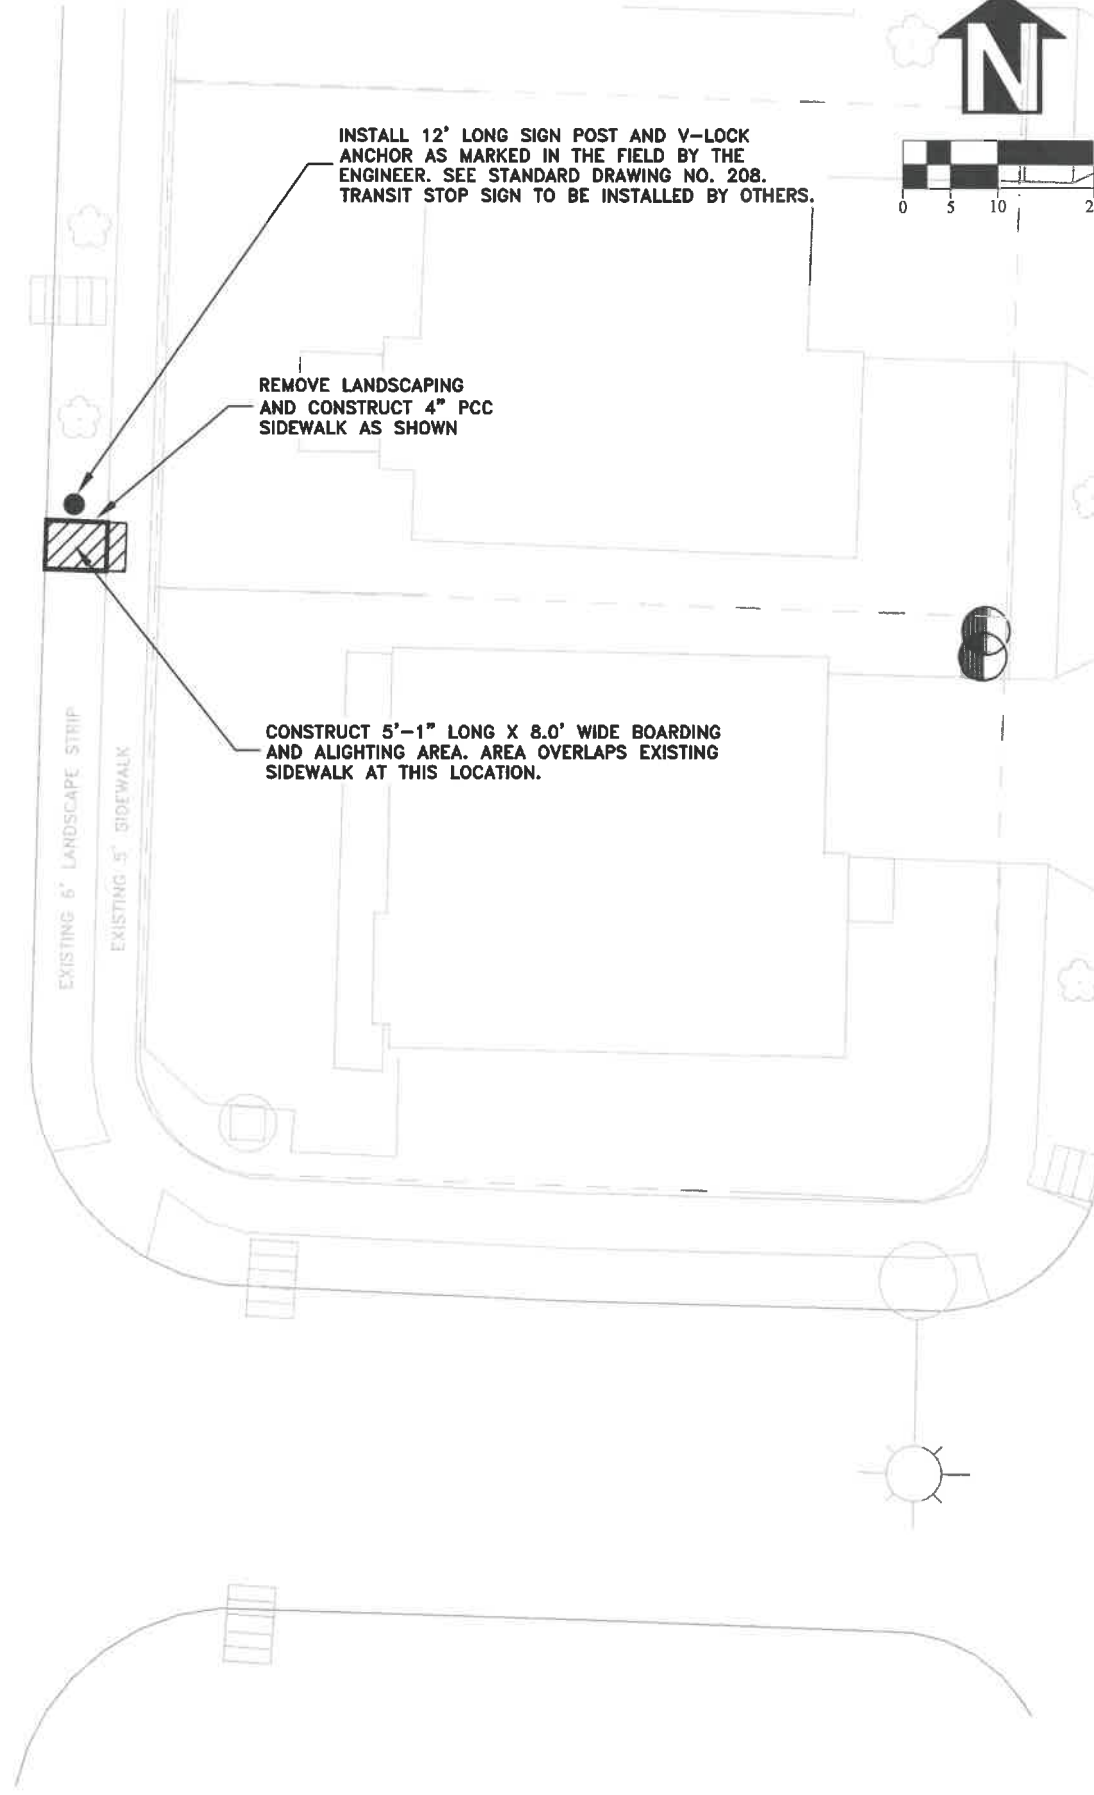 N
INSTALL 12' LONG SIGN POST AND V-LOCK
ANCHOR AS MARKED IN THE FIELD BY THE
ENGINEER. SEE STANDARD DRAWING NO. 208.
TRANSIT STOP SIGN TO BE INSTALLED BY OTHERS.
0 5 10 2
REMOVE LANDSCAPING
AND CONSTRUCT 4" PCC
SIDEWALK AS SHOWN
CONSTRUCT 5'-1" LONG X 8.0' WIDE BOARDING
AND ALIGHTING AREA. AREA OVERLAPS EXISTING
SIDEWALK AT THIS LOCATION.
EXISTING 6' LANDSCAPE STRIP
EXISTING 5' SIDEWALK